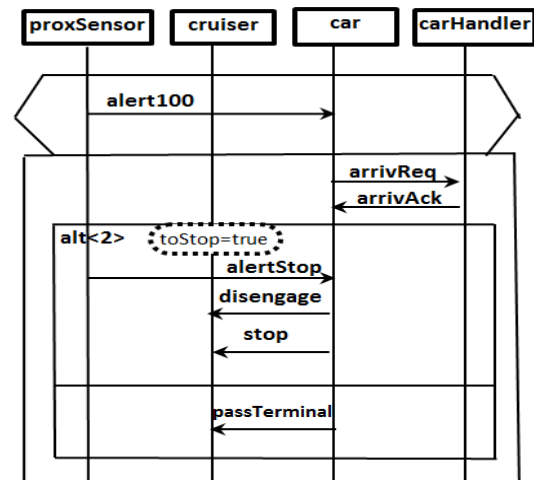 proxSensor cruiser car carHandler
alert100
arrivReq
arrivAck
alt<2> toStop=true
alertStop
disengage
stop
passTerminal